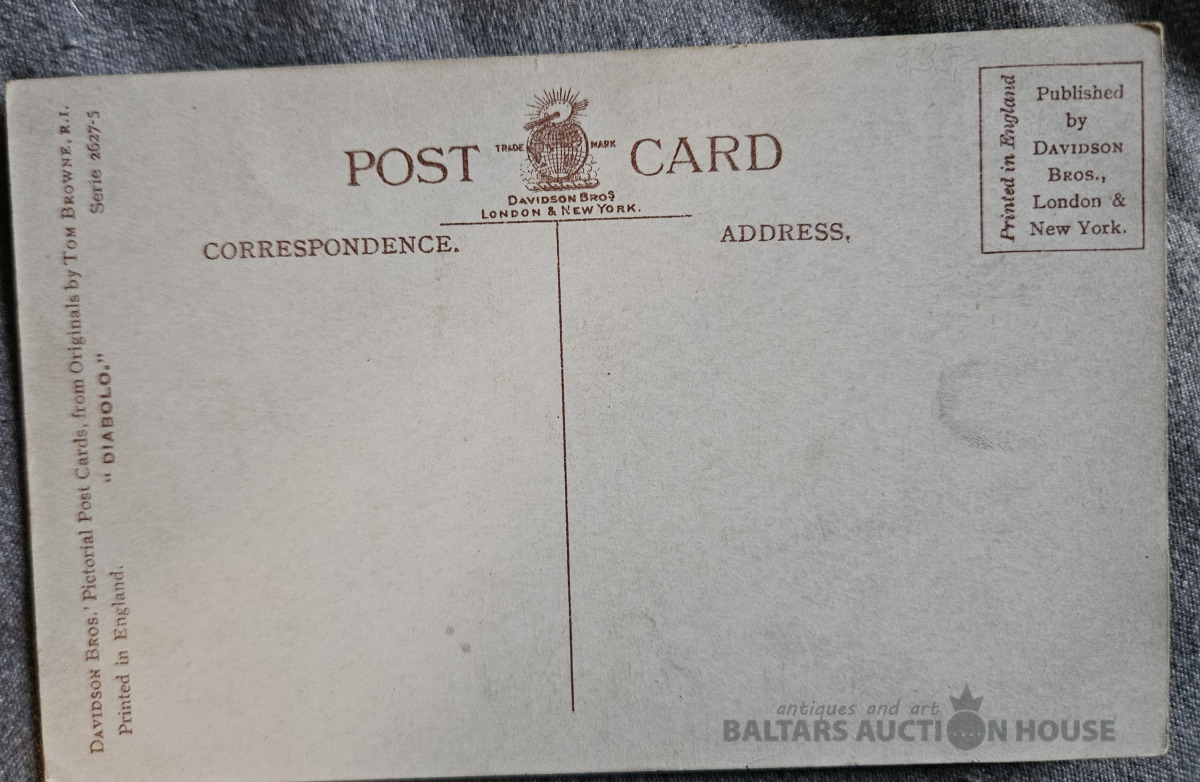 POST CARD
TRADE MARK
DAVIDSON BROS
LONDON & NEW YORK.
CORRESPONDENCE.
ADDRESS,
Printed in England
Published
by
DAVIDSON
BROS.,
London &
New York.
DAVIDSON BROS.' Pictorial Post Cards, from Originals by TOM BROWNE, R.I.
Serie 2627-5
"DIABOLO."
Printed in England.
antiques and art
BALTARS AUCTION HOUSE